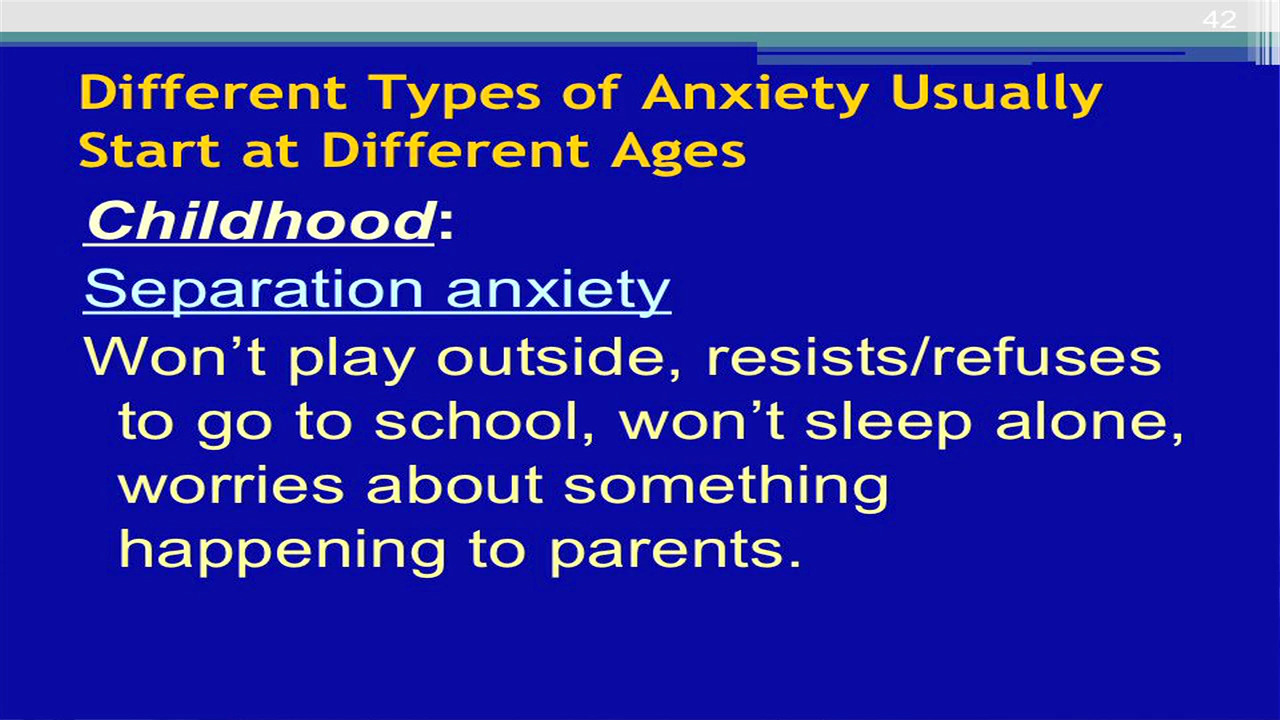 42
Different Types of Anxiety Usually
Start at Different Ages
Childhood:
Separation anxiety
Won’t play outside, resists/refuses
to go to school, won’t sleep alone,
worries about something
happening to parents.